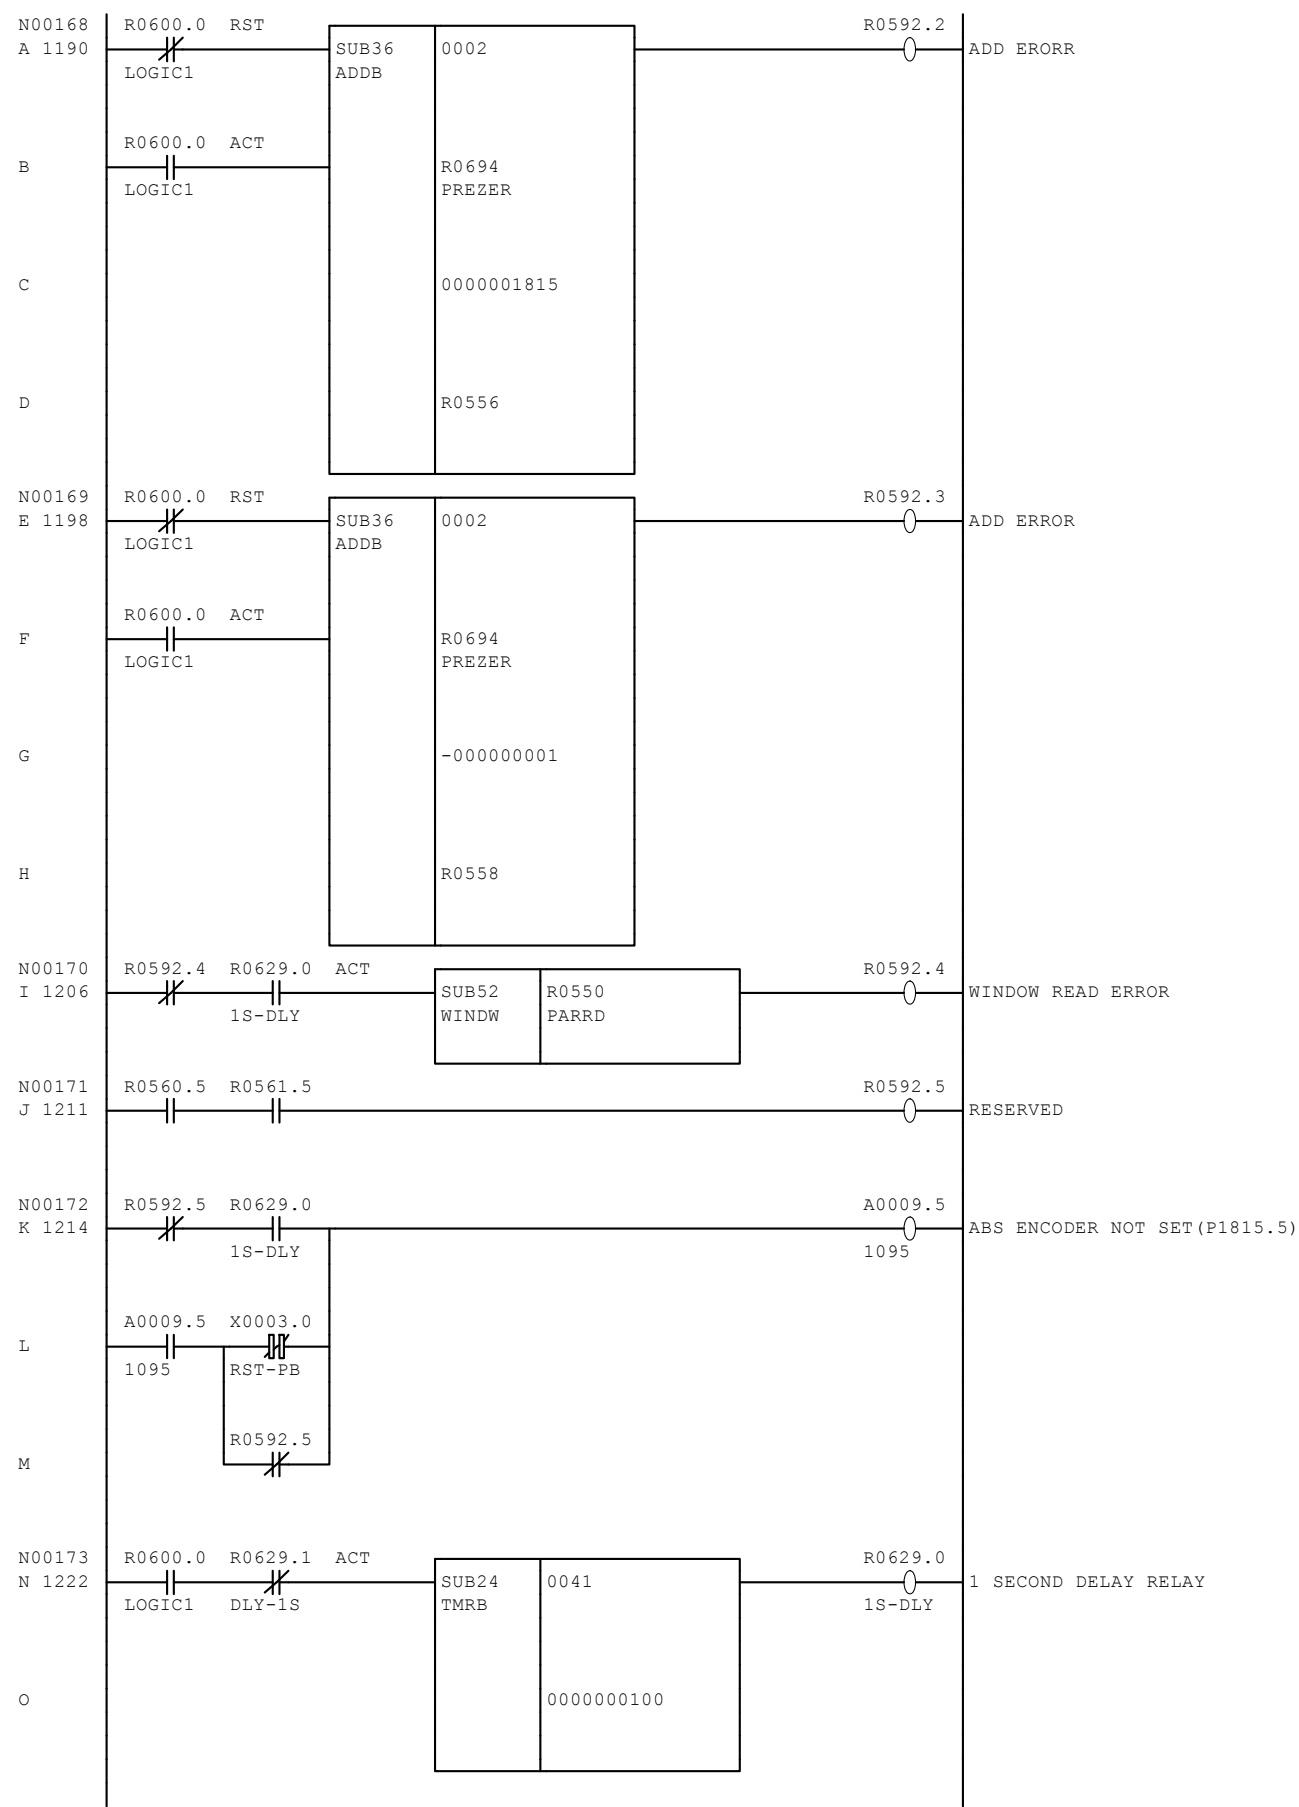 N00168 R0600.0 RST R0592.2
A 1190 SUB36 0002 ADD ERORR
LOGIC1 ADDB
R0600.0 ACT
B R0694
LOGIC1 PREZER
C 0000001815
D R0556
N00169 R0600.0 RST R0592.3
E 1198 SUB36 0002 ADD ERROR
LOGIC1 ADDB
R0600.0 ACT
F R0694
LOGIC1 PREZER
G -000000001
H R0558
N00170 R0592.4 R0629.0 ACT R0592.4
I 1206 SUB52 R0550 WINDOW READ ERROR
1S-DLY WINDW PARRD
N00171 R0560.5 R0561.5 R0592.5
J 1211 RESERVED
N00172 R0592.5 R0629.0 A0009.5
K 1214 ABS ENCODER NOT SET(P1815.5)
1S-DLY 1095
A0009.5 X0003.0
L
1095 RST-PB
R0592.5
M
N00173 R0600.0 R0629.1 ACT R0629.0
N 1222 SUB24 0041 1 SECOND DELAY RELAY
LOGIC1 DLY-1S TMRB 1S-DLY
O 0000000100